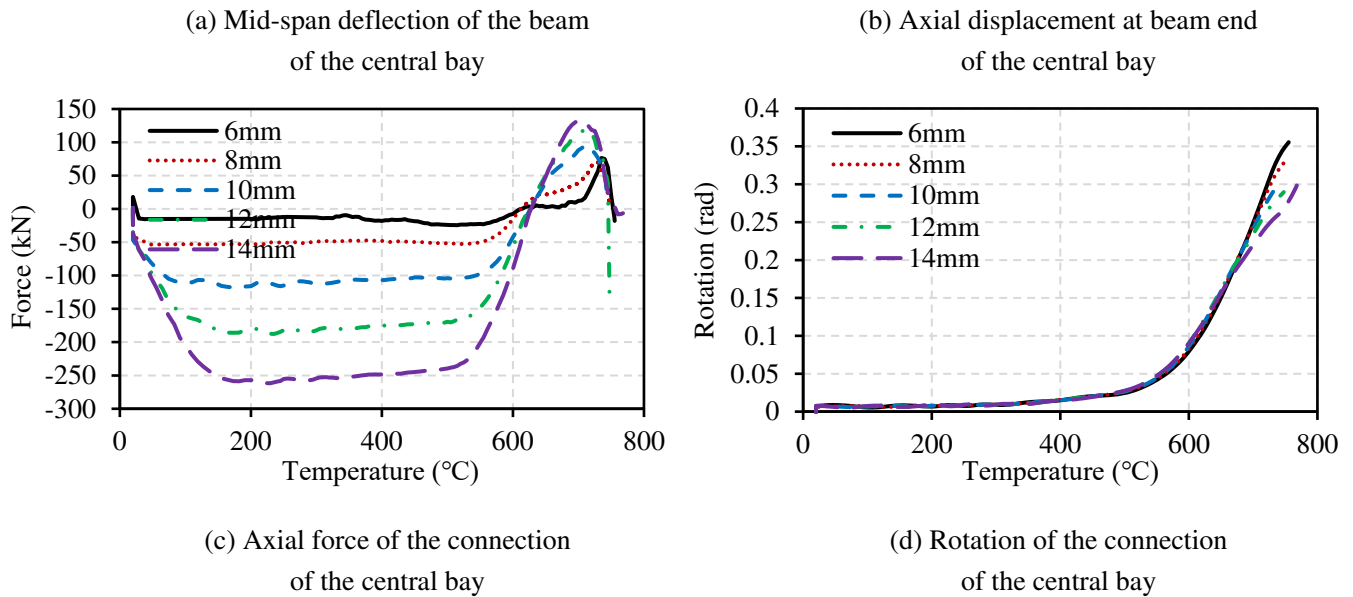 (a) Mid-span deflection of the beam
of the central bay
(b) Axial displacement at beam end
of the central bay
150
100
50
0
-50
-100
-150
-200
-250
-300
Force (kN)
6mm
8mm
10mm
12mm
14mm
0
200
400
600
800
Temperature (℃)
0.4
0.35
0.3
0.25
0.2
0.15
0.1
0.05
0
Rotation (rad)
6mm
8mm
10mm
12mm
14mm
0
200
400
600
800
Temperature (℃)
(c) Axial force of the connection
of the central bay
(d) Rotation of the connection
of the central bay